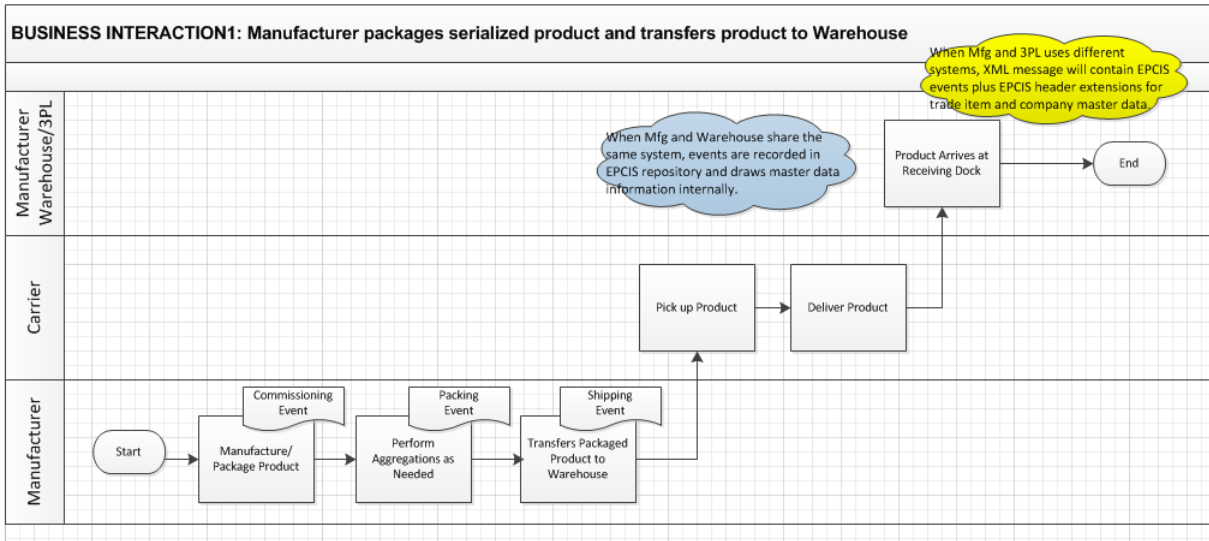 BUSINESS INTERACTION1: Manufacturer packages serialized product and transfers product to Warehouse
When Mfg and 3PL uses different
systems, XML message will contain EPCIS
events plus EPCIS header extensions for
trade item and company master data.
Manufacturer
Warehouse/3PL
When Mfg and Warehouse share the
same system, events are recorded in
EPCIS repository and draws master data
information internally.
Product Arrives at
Receiving Dock
End
Carrier
Pick up Product
Deliver Product
Manufacturer
Start
Commissioning
Event
Manufacture/
Package Product
Packing
Event
Perform
Aggregations as
Needed
Shipping
Event
Transfers Packaged
Product to
Warehouse